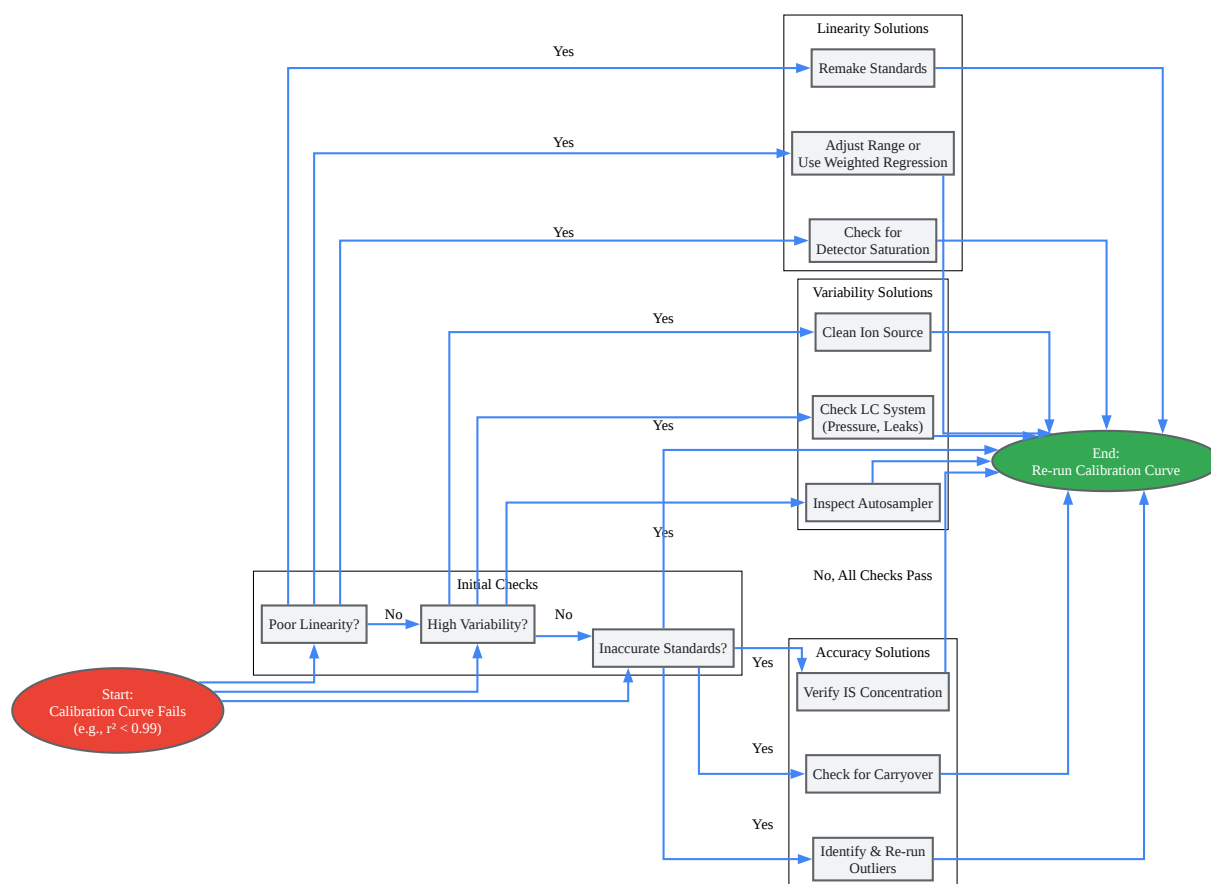 Linearity Solutions
Yes
Remake Standards
Yes
Adjust Range or
Use Weighted Regression
Yes
Check for
Detector Saturation
Variability Solutions
Yes
Clean Ion Source
Yes
Check LC System
(Pressure, Leaks)
End:
Re-run Calibration Curve
Inspect Autosampler
Yes
No, All Checks Pass
Initial Checks
Poor Linearity?
No
High Variability?
No
Inaccurate Standards?
Yes
Accuracy Solutions
Verify IS Concentration
Start:
Calibration Curve Fails
(e.g., r² < 0.99)
Yes
Check for Carryover
Yes
Identify & Re-run
Outliers